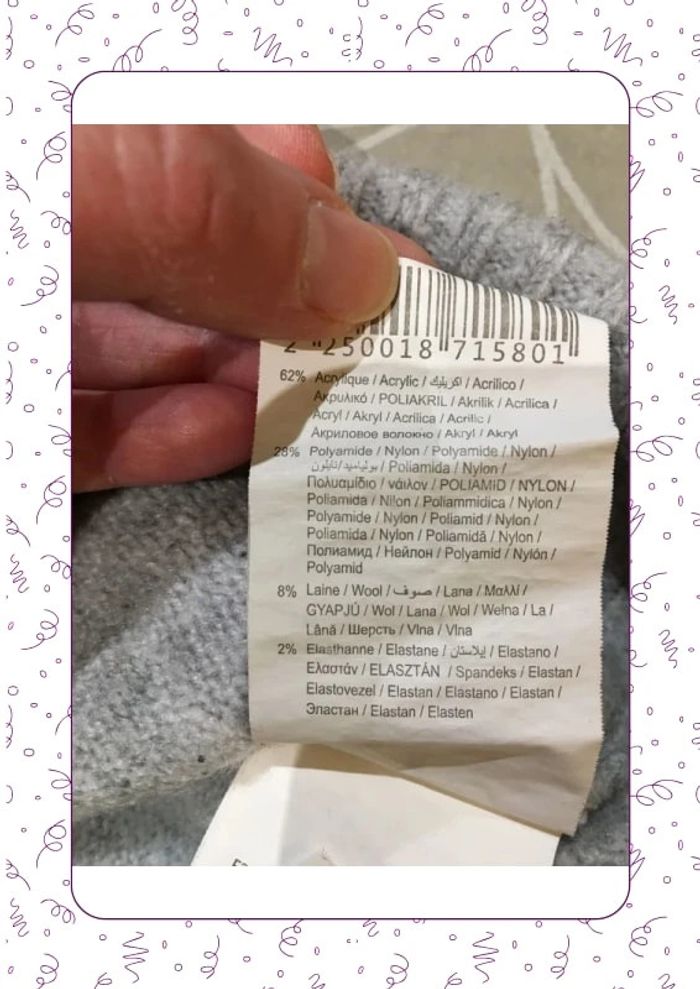 2 250018 715801
62% Acrylique / Acrylic / اكريليك / Acrilico /
Ακρυλικό / POLIAKRIL / Akrilik / Acrilica /
Acryl / Akryl / Acrilica / Acrilic /
Акриловое волокно / Akryl / Akryl
28% Polyamide / Nylon / Polyamide / Nylon /
بولياميد/نايلون / Poliamida / Nylon /
Πολυαμίδιο / νάιλον / POLIAMID / NYLON /
Poliamida / Nilon / Poliammidica / Nylon /
Polyamide / Nylon / Poliamid / Nylon /
Poliamida / Nylon / Poliamidă / Nylon /
Полиамид / Нейлон / Polyamid / Nylón /
Polyamid
8% Laine / Wool / صوف / Lana / Μαλλί /
GYAPJÚ / Wol / Lana / Wol / Wełna / La /
Lână / Шерсть / Vlna / Vlna
2% Elasthanne / Elastane / إيلاستان / Elastano /
Ελαστάν / ELASZTÁN / Spandeks / Elastan /
Elastovezel / Elastan / Elastano / Elastan /
Эластан / Elastan / Elasten